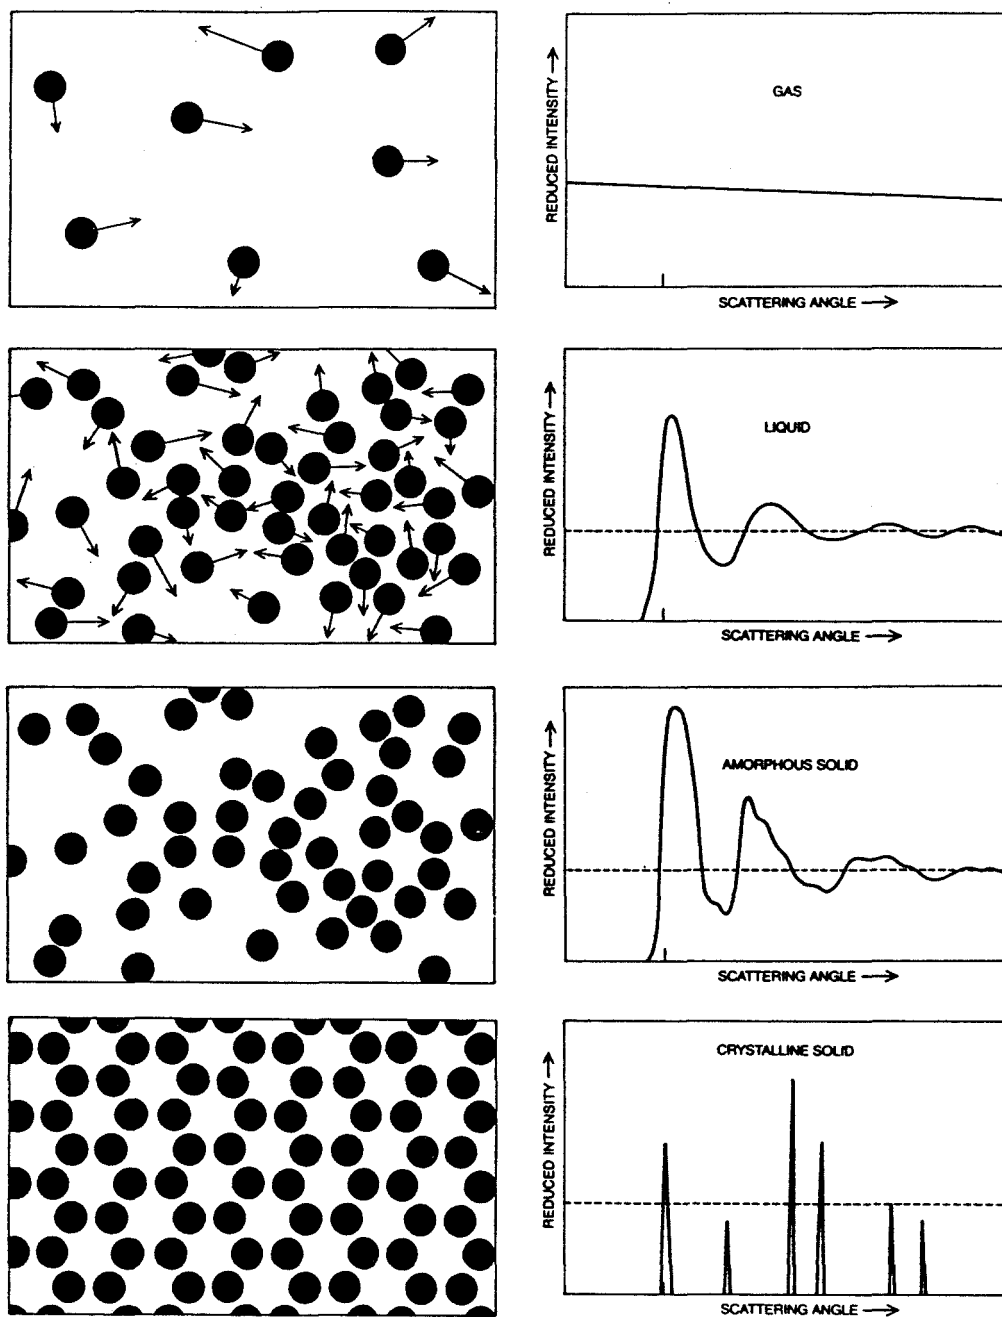 GAS
REDUCED INTENSITY →
SCATTERING ANGLE →
LIQUID
REDUCED INTENSITY →
SCATTERING ANGLE →
AMORPHOUS SOLID
REDUCED INTENSITY →
SCATTERING ANGLE →
CRYSTALLINE SOLID
REDUCED INTENSITY →
SCATTERING ANGLE →